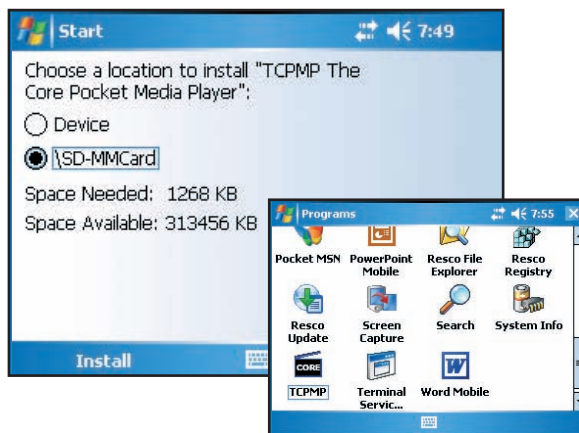 Start 7:49
Choose a location to install "TCPMP The
Core Pocket Media Player":
Device
\SD-MMCard
Space Needed: 1268 KB
Space Available: 313456 KB
Install
Programs 7:55
Pocket MSN PowerPoint Mobile Resco File Explorer Resco Registry
Resco Update Screen Capture Search System Info
CORE
TCPMP Terminal Servic... Word Mobile